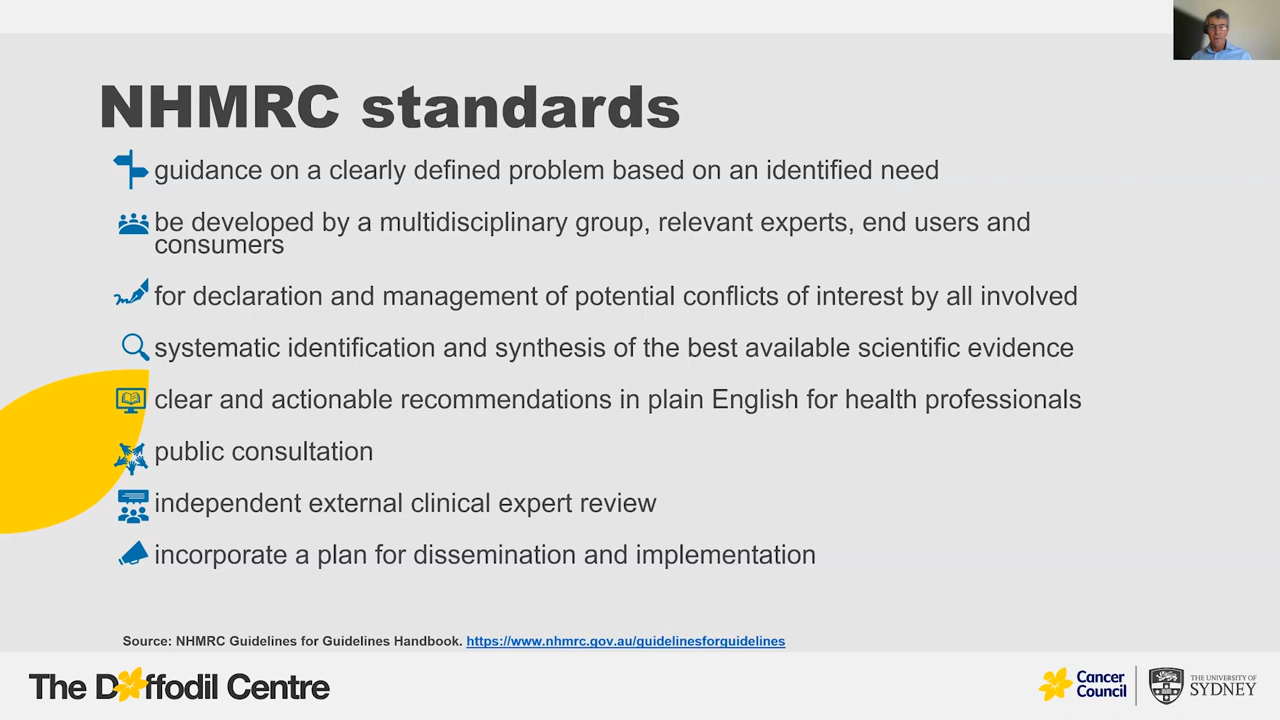 NHMRC standards
guidance on a clearly defined problem based on an identified need
be developed by a multidisciplinary group, relevant experts, end users and
consumers
for declaration and management of potential conflicts of interest by all involved
systematic identification and synthesis of the best available scientific evidence
clear and actionable recommendations in plain English for health professionals
public consultation
independent external clinical expert review
incorporate a plan for dissemination and implementation
Source: NHMRC Guidelines for Guidelines Handbook. https://www.nhmrc.gov.au/guidelinesforguidelines
The Daffodil Centre
Cancer
Council
THE UNIVERSITY OF
SYDNEY